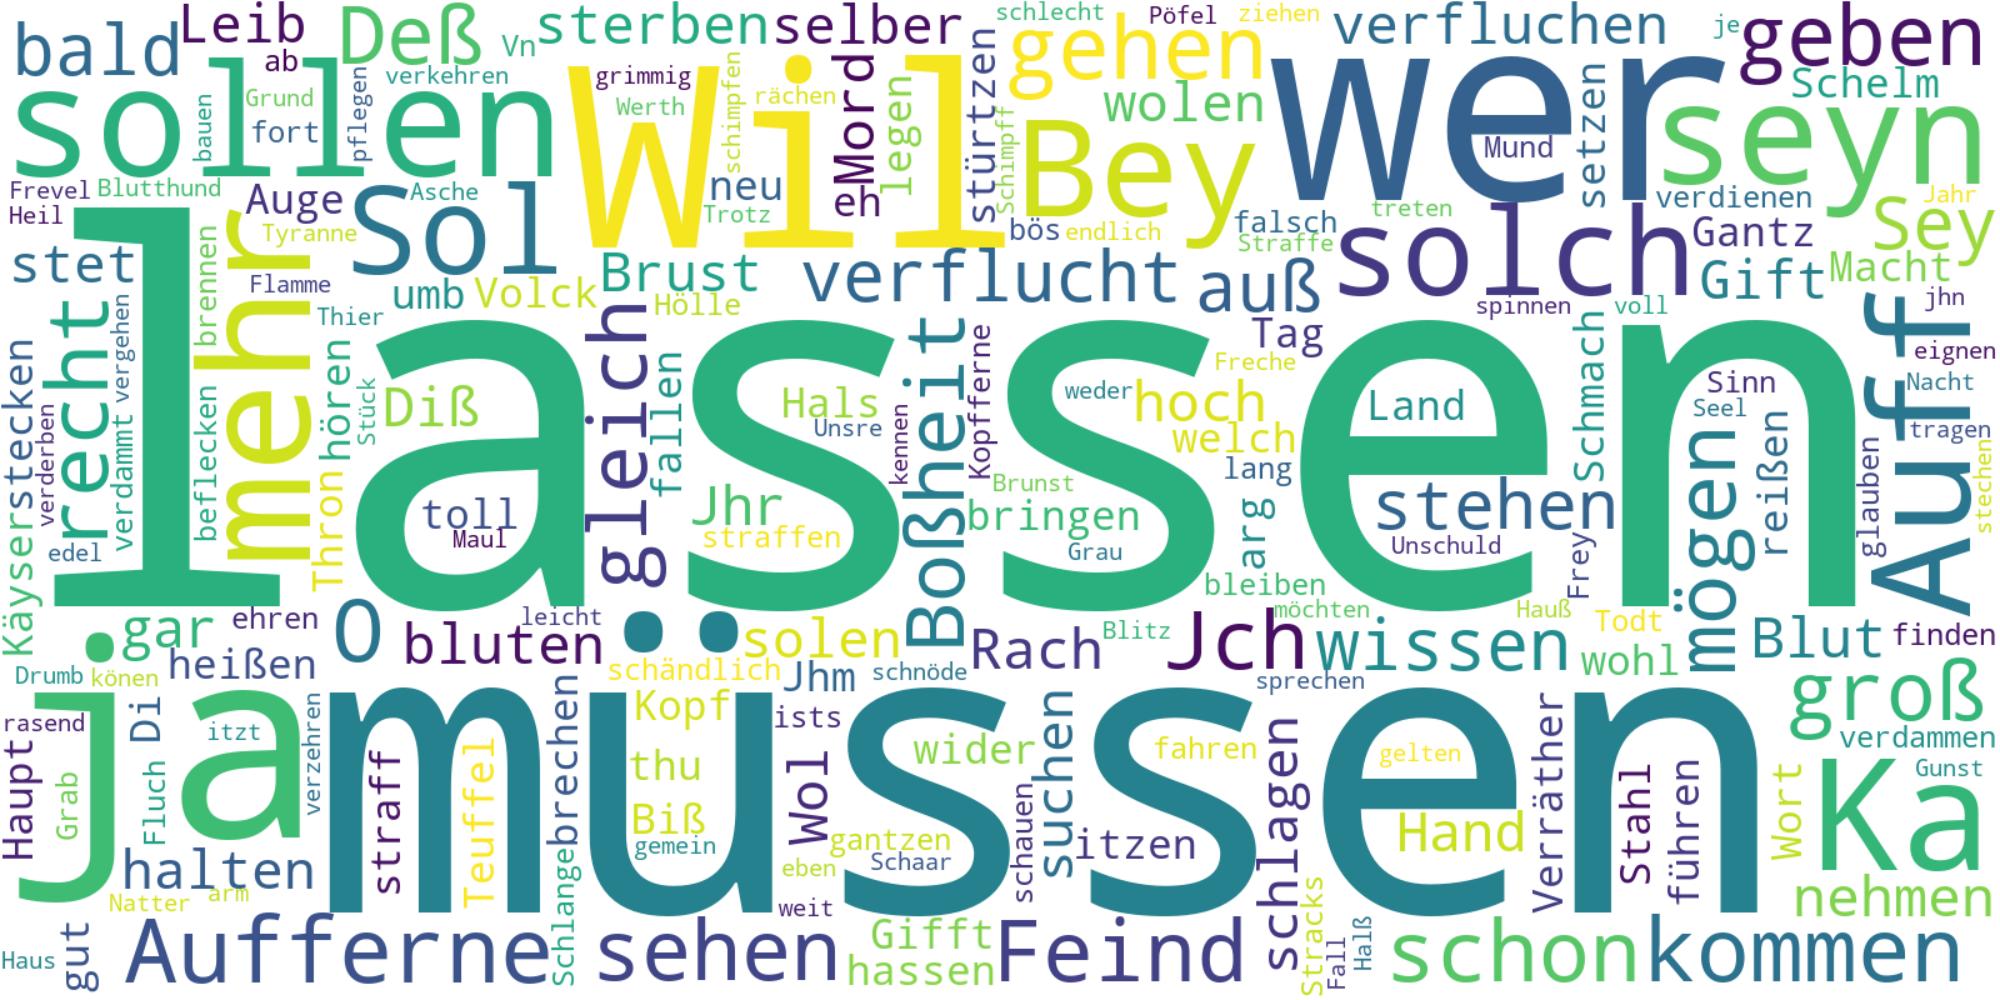 bald
Leib
ab
Deß
Vn
sterben
selber
schlecht
Pöfel
ziehen
gehen
verfluchen
je
geben
sollen
bauen
Grund
fort
pflegen
verkehren
Wil
grimmig
Werth
schimpfen
rächen
Mord
legen
stürtzen
Schimpff
wolen
Bey
wer
Mund
setzen
Schelm
seyn
Frevel
Heil
Blutthund
Auge
Tyranne
Sol
Asche
neu
Trotz
eh
bös
endlich
falsch
Straffe
treten
solch
verdienen
Gantz
Jahr
Sey
stet
mehr
brennen
Flamme
Thier
umb
Volck
Brust
Hölle
verflucht
auß
Tag
spinnen
voll
Gift
Macht
jhn
lassen
recht
vergehen
verdammt
beflecken
hören
Stück
Diß
gleich
fallen
Hals
Unsre
kennen
Boßheit
Kopfferne
weder
hoch
welch
Freche
lang
Land
Schmach
Sinn
Seel
Auff
eignen
Nacht
tragen
stecken
verderben
Käyser
edel
Thron
toll
Maul
Jhr
straffen
Brunst
bringen
Grau
arg
stehen
Unschuld
Frey
mögen
reißen
glauben
stechen
bleiben
möchten
Hauß
Todt
Blut
finden
gar
ehren
O
bluten
leicht
solen
Rach
Blitz
Jch
wissen
wohl
Drumb
könen
heißen
schändlich
Jhm
schnöde
sprechen
groß
verdammen
ja
müssen
rasend
Haupt
Grab
Di
Fluch
itzt
verzehren
straff
Teuffel
brechen
Schlange
Kopf
thu
Biß
gemein
ists
Wol
wider
gantzen
Schaar
eben
weit
schauen
suchen
itzen
fahren
schlagen
gelten
Hand
Verräther
Stahl
führen
Wort
Gunst
Ka
nehmen
halten
Natter
arm
Haus
gut
Aufferne
sehen
Gifft
hassen
Feind
Stracks
Fall
Halß
schon
kommen